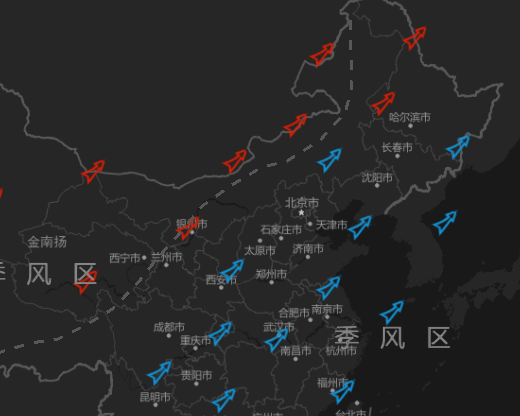 哈尔滨市
长春市
沈阳市
北京市
银川市
天津市
石家庄市
金南扬
太原市
济南市
西宁市
兰州市
季风区
西安市
郑州市
合肥市
南京市
成都市
武汉市
季风区
重庆市
南昌市
杭州市
贵阳市
福州市
昆明市
台北市